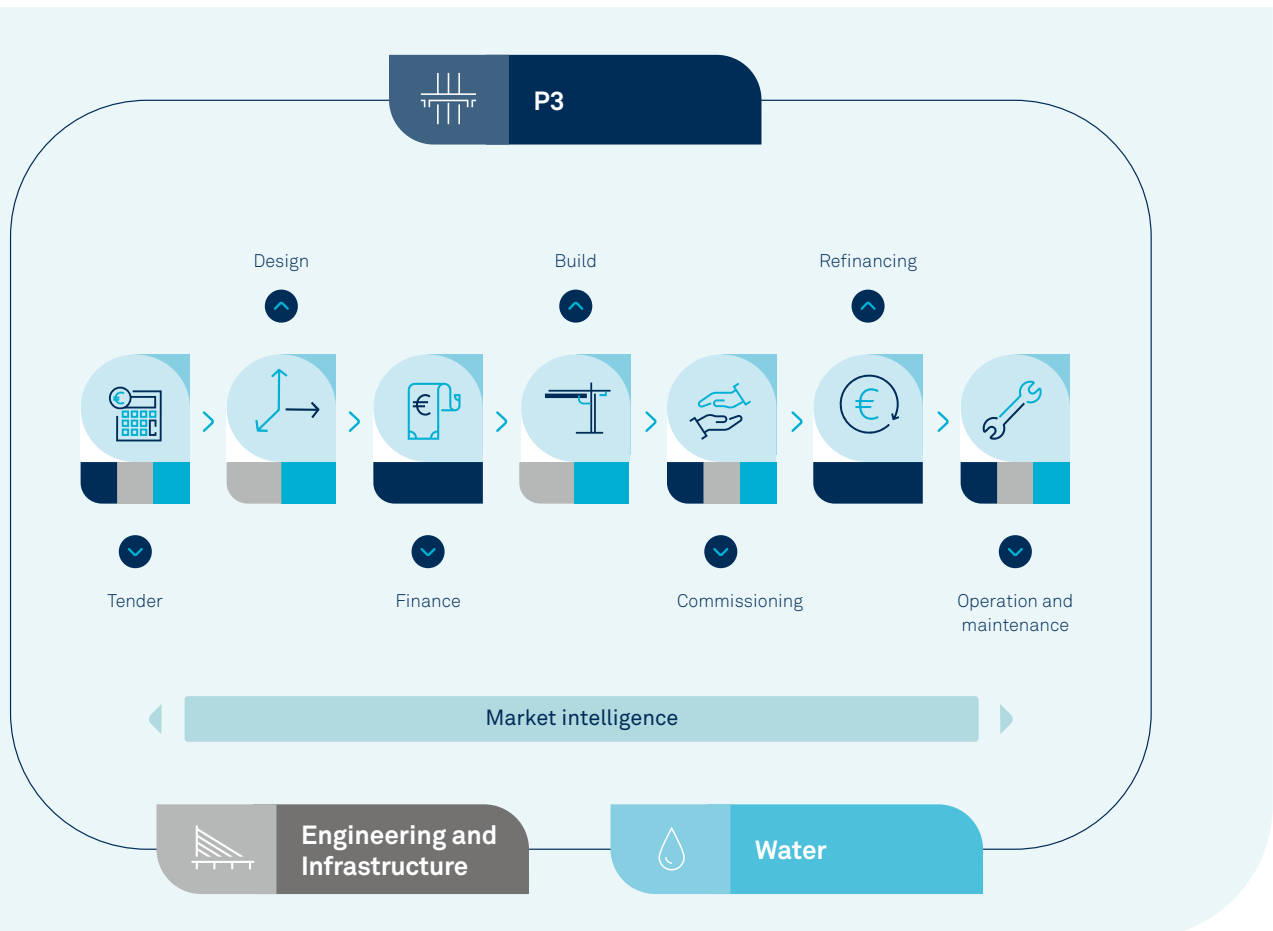 P3
Design
Build
Refinancing
€
€
€
Tender
Finance
Commissioning
Operation and
maintenance
Market intelligence
Engineering and
Infrastructure
Water